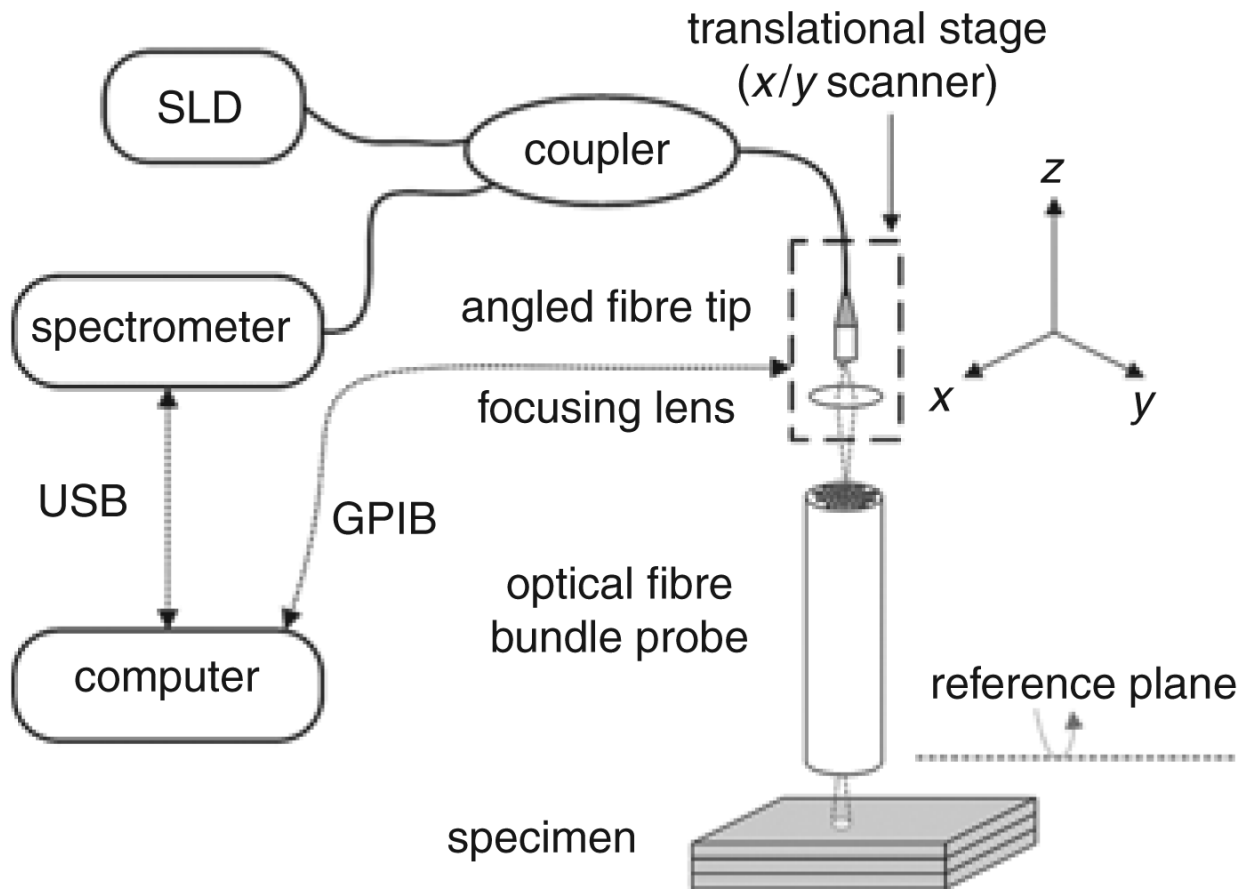 translational stage
(x/y scanner)
SLD
coupler
z
spectrometer
angled fibre tip
x
y
focusing lens
USB
GPIB
optical fibre
bundle probe
computer
reference plane
specimen